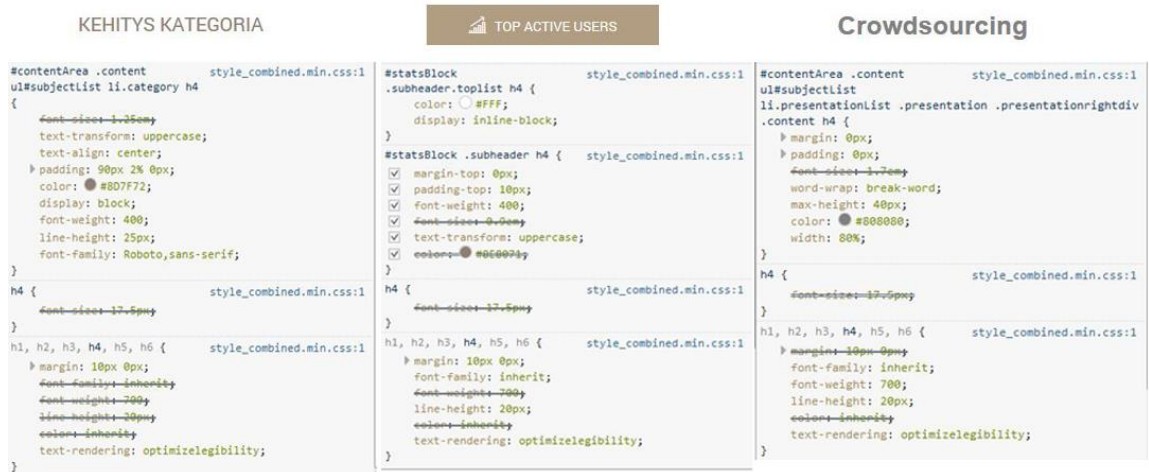 KEHITYS KATEGORIA
TOP ACTIVE USERS
Crowdsourcing
#contentArea .content style_combined.min.css:1
ul#subjectList li.category h4
{
font-size: 1.25em;
text-transform: uppercase;
text-align: center;
padding: 90px 2% 0px;
color: #8D7F72;
display: block;
font-weight: 400;
line-height: 25px;
font-family: Roboto,sans-serif;
}
h4 { style_combined.min.css:1
font-size: 17.5px;
}
h1, h2, h3, h4, h5, h6 { style_combined.min.css:1
margin: 10px 0px;
font-family: inherit;
font-weight: 700;
line-height: 20px;
color: inherit;
text-rendering: optimizelegibility;
}
#statsBlock style_combined.min.css:1
.subheader.toplist h4 {
color: #FFF;
display: inline-block;
}
#statsBlock .subheader h4 { style_combined.min.css:1
margin-top: 0px;
padding-top: 10px;
font-weight: 400;
font-size: 0.9em;
text-transform: uppercase;
color:
}
h4 { style_combined.min.css:1
font-size: 17.5px;
}
h1, h2, h3, h4, h5, h6 { style_combined.min.css:1
margin: 10px 0px;
font-family: inherit;
font-weight: 700;
line-height: 20px;
color: inherit;
text-rendering: optimizelegibility;
}
#contentArea .content style_combined.min.css:1
ul#subjectList
li.presentationList .presentation .presentationrightdiv
.content h4 {
margin: 0px;
padding: 0px;
font-size: 1.7em;
word-wrap: break-word;
max-height: 40px;
color: #808080;
width: 80%;
}
h4 { style_combined.min.css:1
font-size: 17.5px;
}
h1, h2, h3, h4, h5, h6 { style_combined.min.css:1
margin: 10px 0px;
font-family: inherit;
font-weight: 700;
line-height: 20px;
color: inherit;
text-rendering: optimizelegibility;
}